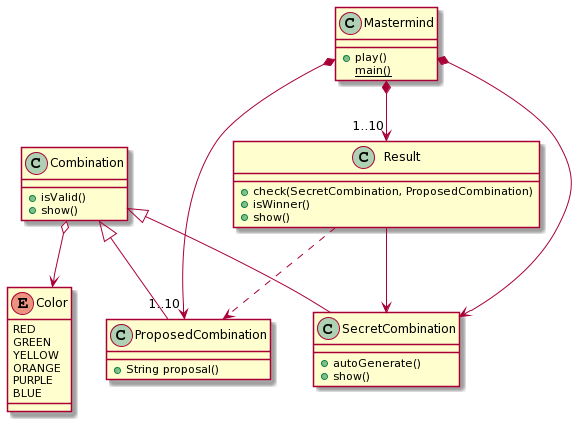 C Mastermind
play()
main()
1..10
C Combination
isValid()
show()
C Result
check(SecretCombination, ProposedCombination)
isWinner()
show()
E Color
RED
GREEN
YELLOW
ORANGE
PURPLE
BLUE
1..10
C ProposedCombination
String proposal()
C SecretCombination
autoGenerate()
show()